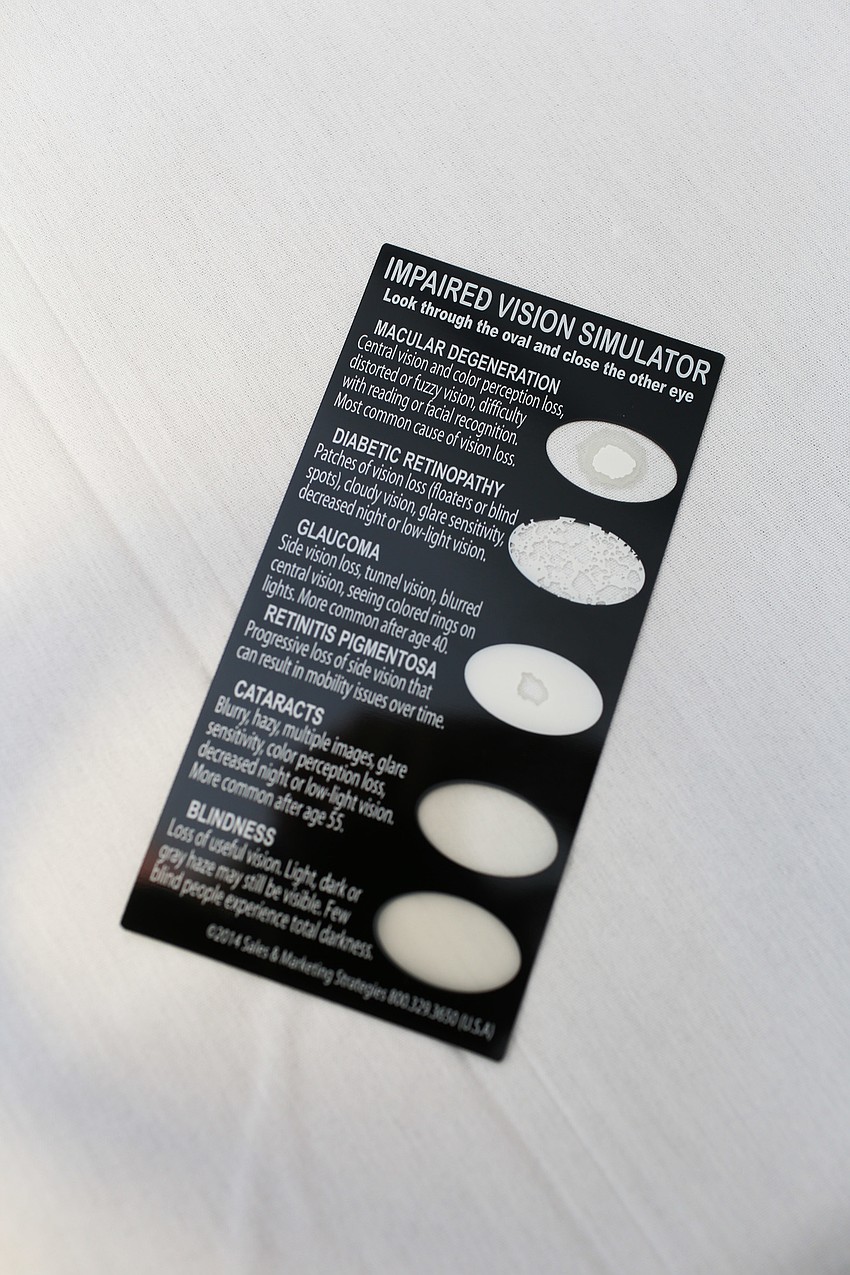 IMPAIRED VISION SIMULATOR
Look through the oval and close the other eye
MACULAR DEGENERATION
Central vision and color perception loss,
distorted or fuzzy vision, difficulty
with reading or facial recognition.
Most common cause of vision loss.
DIABETIC RETINOPATHY
Patches of vision loss (floaters or blind
spots), cloudy vision, glare sensitivity,
decreased night or low-light vision.
GLAUCOMA
Side vision loss, tunnel vision, blurred
central vision, seeing colored rings on
lights. More common after age 40.
RETINITIS PIGMENTOSA
Progressive loss of side vision that
can result in mobility issues over time.
CATARACTS
Blurry, hazy, multiple images, glare
sensitivity, color perception loss,
decreased night or low-light vision.
More common after age 55.
BLINDNESS
Loss of useful vision. Light, dark or
gray haze may still be visible. Few
blind people experience total darkness.
©2014 Sales & Marketing Strategies 800.329.3650 (U.S.A)